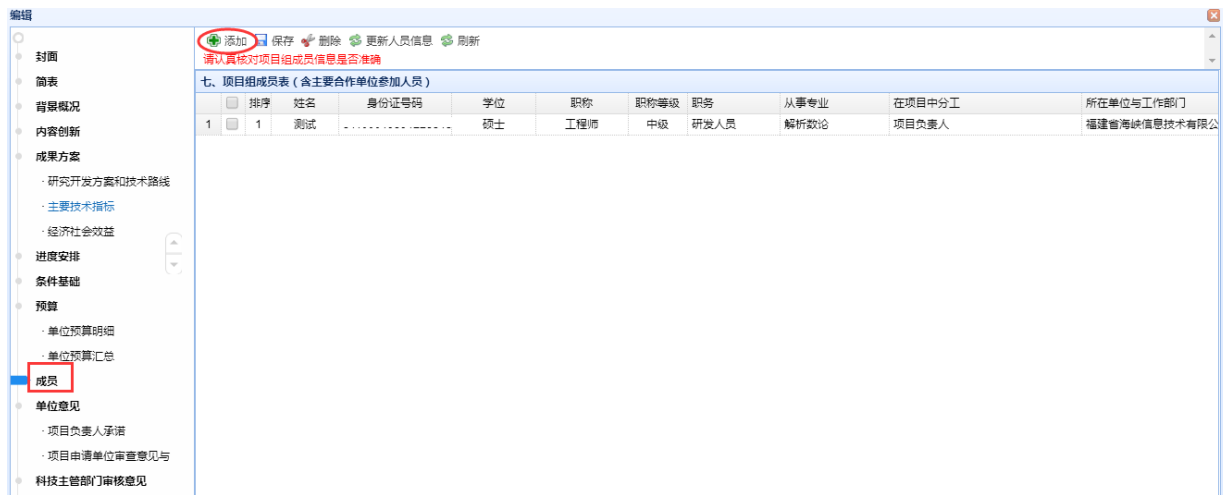 编辑
添加 保存 删除 更新人员信息 刷新
请认真核对项目组成员信息是否准确
七、项目组成员表（含主要合作单位参加人员）
排序 姓名 身份证号码 学位 职称 职称等级 职务 从事专业 在项目中分工 所在单位与工作部门
1 1 测试 硕士 工程师 中级 研发人员 解析数论 项目负责人 福建省海峡信息技术有限公
封面
简表
背景概况
内容创新
成果方案
·研究开发方案和技术路线
·主要技术指标
·经济社会效益
进度安排
条件基础
预算
·单位预算明细
·单位预算汇总
成员
单位意见
·项目负责人承诺
·项目申请单位审查意见与
科技主管部门审核意见